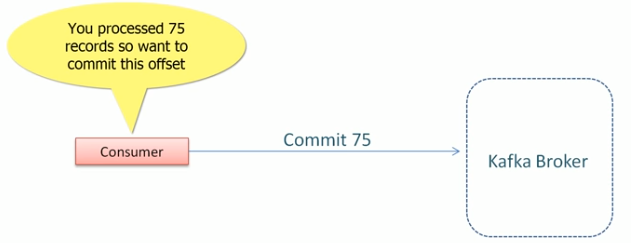 You processed 75
records so want to
commit this offset
Consumer
Commit 75
Kafka Broker